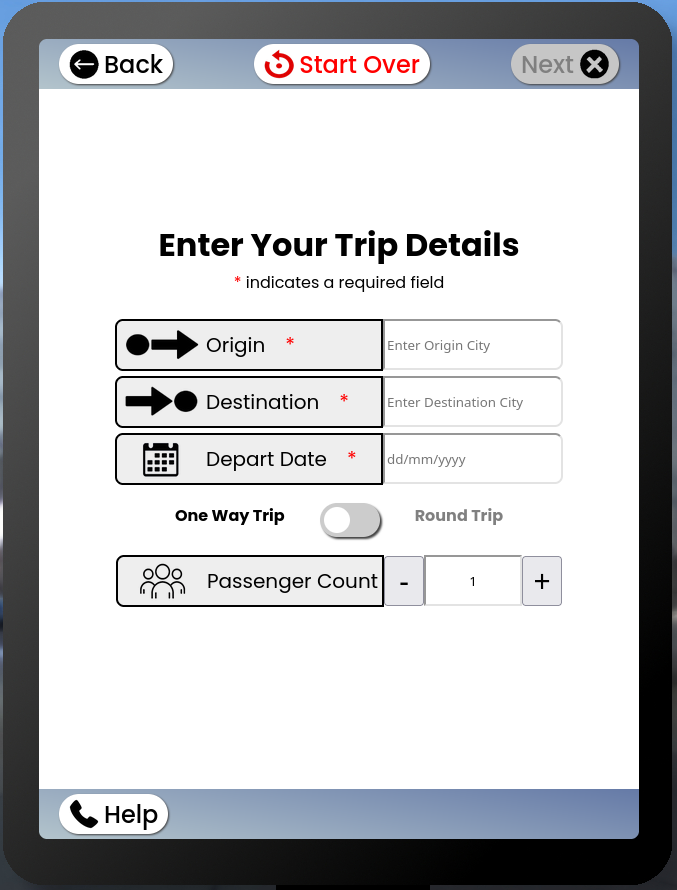 Back
Start Over
Next
Enter Your Trip Details
* indicates a required field
Origin *
Enter Origin City
Destination *
Enter Destination City
Depart Date *
dd/mm/yyyy
One Way Trip
Round Trip
Passenger Count
-
1
+
Help